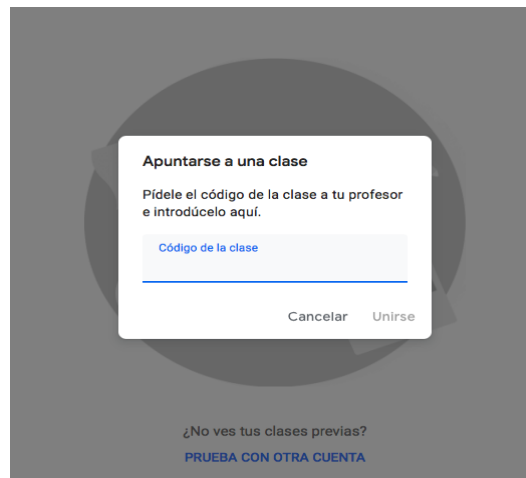 Apuntarse a una clase
Pídele el código de la clase a tu profesor
e introdúcelo aquí.
Código de la clase
Cancelar Unirse
¿No ves tus clases previas?
PRUEBA CON OTRA CUENTA